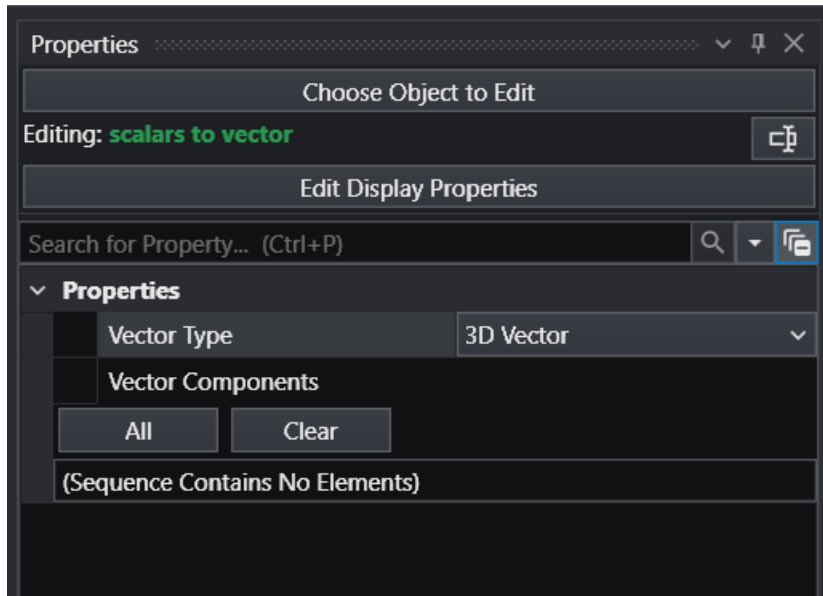 Properties
Choose Object to Edit
Editing: scalars to vector
Edit Display Properties
Search for Property... (Ctrl+P)
Properties
Vector Type 3D Vector
Vector Components
All Clear
(Sequence Contains No Elements)